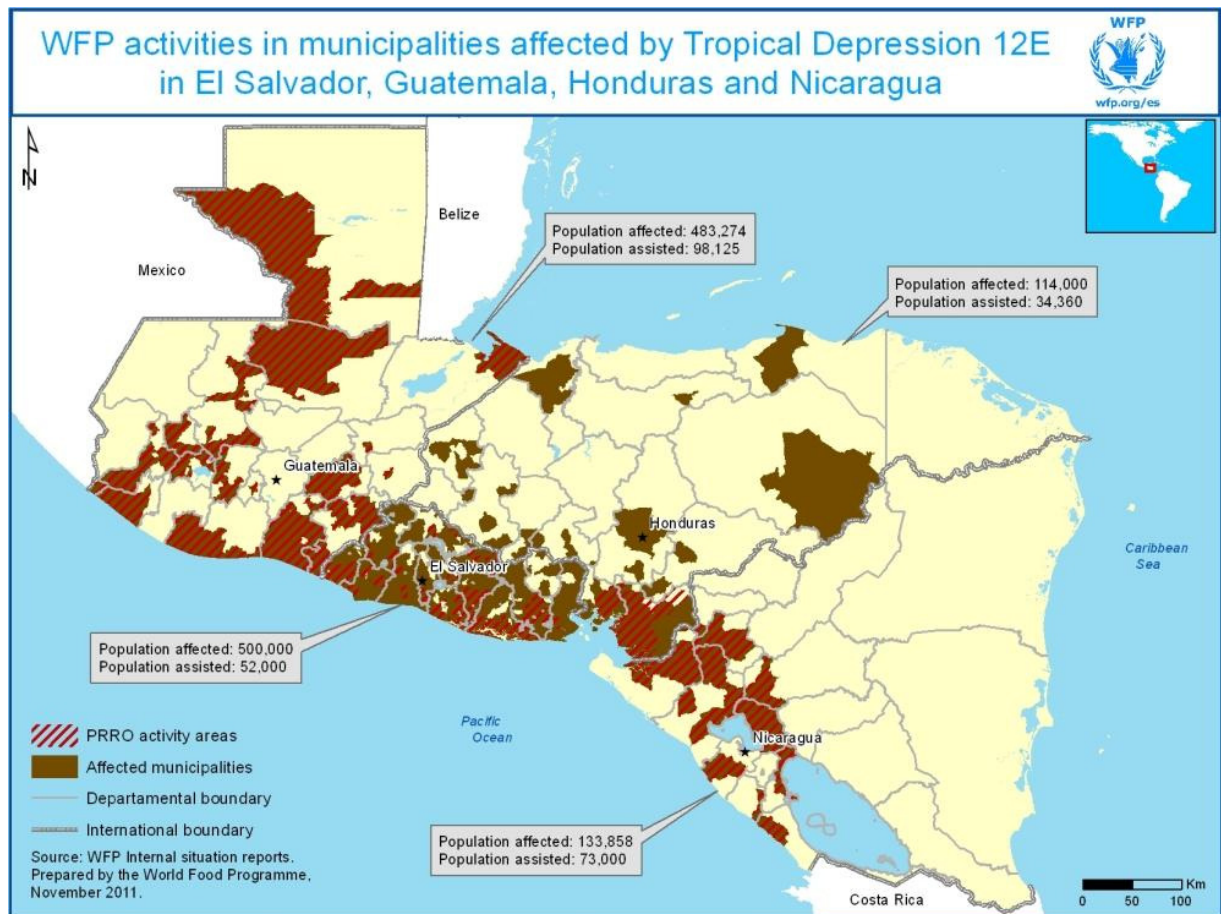 WFP activities in municipalities affected by Tropical Depression 12E
in El Salvador, Guatemala, Honduras and Nicaragua
WFP
wfp.org/es
N
Belize
Mexico
Population affected: 483,274
Population assisted: 98,125
Population affected: 114,000
Population assisted: 34,360
Guatemala
Honduras
El Salvador
Caribbean
Sea
Population affected: 500,000
Population assisted: 52,000
Pacific
Ocean
Nicaragua
PRRO activity areas
Affected municipalities
Departamental boundary
International boundary
Population affected: 133,858
Population assisted: 73,000
Source: WFP Internal situation reports.
Prepared by the World Food Programme,
November 2011.
Costa Rica
Km
0 50 100